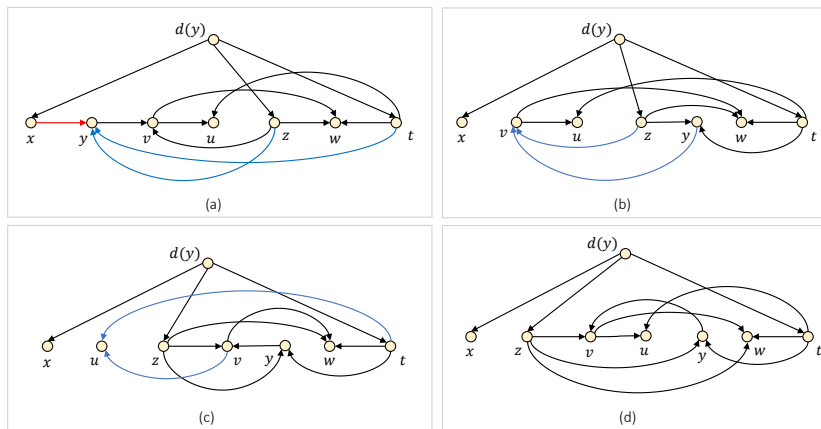 d(y)
x y v u z w t
(a)
d(y)
x v u z y w t
(b)
d(y)
x u z v y w t
(c)
d(y)
x z v u y w t
(d)